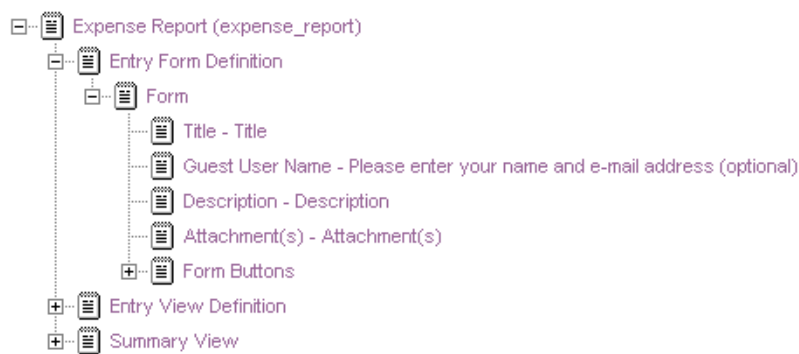 Expense Report (expense_report)
Entry Form Definition
Form
Title - Title
Guest User Name - Please enter your name and e-mail address (optional)
Description - Description
Attachment(s) - Attachment(s)
Form Buttons
Entry View Definition
Summary View